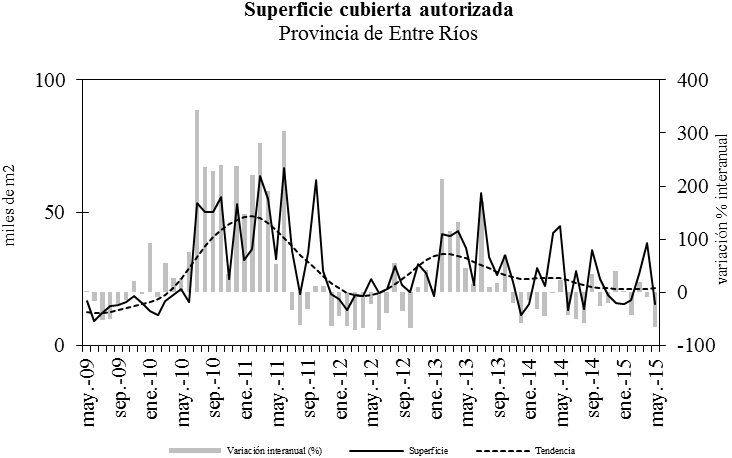 Superficie cubierta autorizada
Provincia de Entre Ríos
miles de m2
100
50
0
400
300
200
100
0
-100
variación % interanual
may.-09
sep.-09
ene.-10
may.-10
sep.-10
ene.-11
may.-11
sep.-11
ene.-12
may.-12
sep.-12
ene.-13
may.-13
sep.-13
ene.-14
may.-14
sep.-14
ene.-15
may.-15
Variación interanual (%) Superficie Tendencia